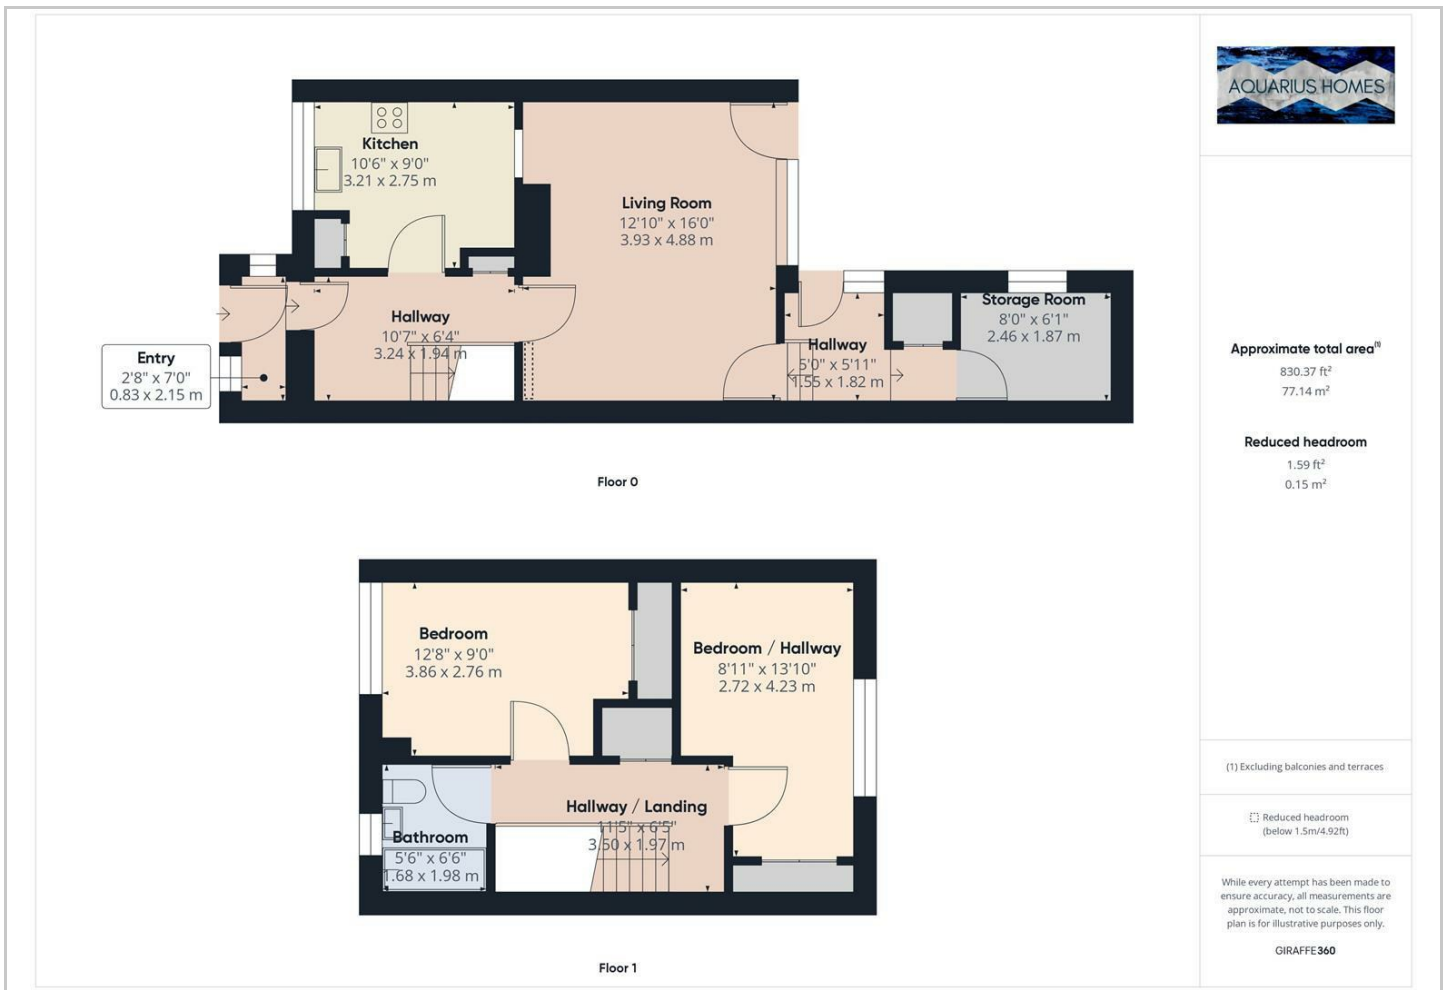 Kitchen
10'6" x 9'0"
3.21 x 2.75 m
Living Room
12'10" x 16'0"
3.93 x 4.88 m
Hallway
10'7" x 6'4"
3.24 x 1.94 m
Entry
2'8" x 7'0"
0.83 x 2.15 m
Hallway
5'0" x 5'11"
1.55 x 1.82 m
Storage Room
8'0" x 6'1"
2.46 x 1.87 m
Floor 0
Bedroom
12'8" x 9'0"
3.86 x 2.76 m
Bedroom / Hallway
8'11" x 13'10"
2.72 x 4.23 m
Hallway / Landing
11'5" x 6'5"
3.50 x 1.97 m
Bathroom
5'6" x 6'6"
1.68 x 1.98 m
Floor 1
AQUARIUS HOMES
Approximate total area(1)
830.37 ft²
77.14 m²
Reduced headroom
1.59 ft²
0.15 m²
(1) Excluding balconies and terraces
Reduced headroom
(below 1.5m/4.92ft)
While every attempt has been made to
ensure accuracy, all measurements are
approximate, not to scale. This floor
plan is for illustrative purposes only.
GIRAFFE360